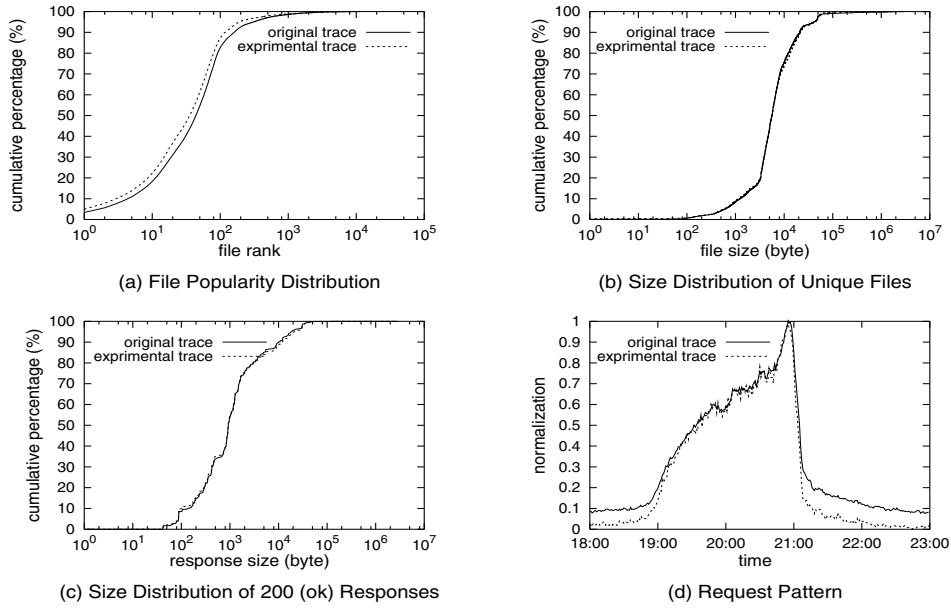 100
90
80
70
60
50
40
30
20
10
0
cumulative percentage (%)
original trace
exprimental trace
10^0 10^1 10^2 10^3 10^4 10^5
file rank
(a) File Popularity Distribution
100
90
80
70
60
50
40
30
20
10
0
cumulative percentage (%)
original trace
exprimental trace
10^0 10^1 10^2 10^3 10^4 10^5 10^6 10^7
file size (byte)
(b) Size Distribution of Unique Files
100
90
80
70
60
50
40
30
20
10
0
cumulative percentage (%)
original trace
exprimental trace
10^0 10^1 10^2 10^3 10^4 10^5 10^6 10^7
response size (byte)
(c) Size Distribution of 200 (ok) Responses
1
0.9
0.8
0.7
0.6
0.5
0.4
0.3
0.2
0.1
normalization
original trace
exprimental trace
18:00 19:00 20:00 21:00 22:00 23:00
time
(d) Request Pattern